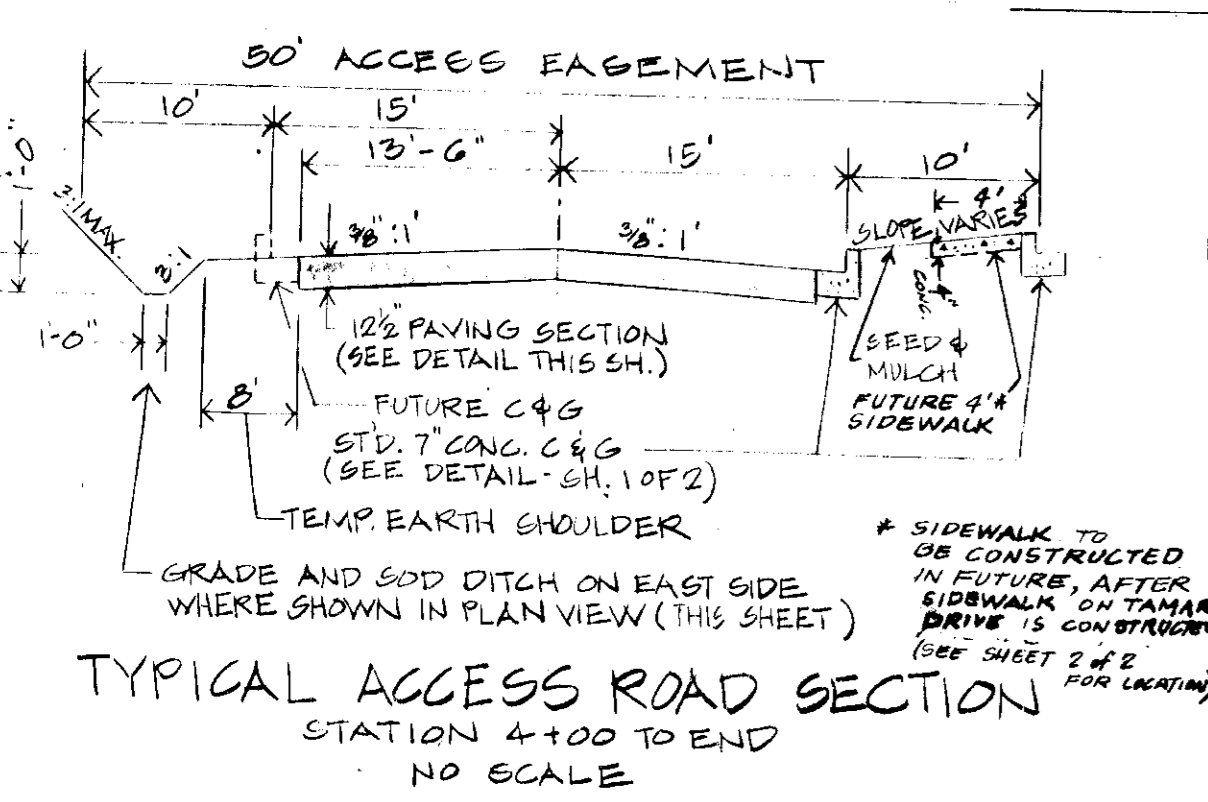 50' ACCESS EASEMENT
10' 15'
13'-6" 15' 10'
1'-0"
4'
3:1 MAX.
3:1
3/8":1' 3/8":1' SLOPE VARIES
1'-0"
4"
CONC.
12½" PAVING SECTION
(SEE DETAIL THIS SH.)
SEED &
MULCH
FUTURE 4'*
SIDEWALK
8'
FUTURE C & G
ST'D. 7" CONC. C & G
(SEE DETAIL - SH. 1 OF 2)
TEMP. EARTH SHOULDER
GRADE AND SOD DITCH ON EAST SIDE
WHERE SHOWN IN PLAN VIEW (THIS SHEET)
* SIDEWALK TO
BE CONSTRUCTED
IN FUTURE, AFTER
SIDEWALK ON TAMAR
DRIVE IS CONSTRUCTE
(SEE SHEET 2 of 2
FOR LOCATION)
TYPICAL ACCESS ROAD SECTION
STATION 4+00 TO END
NO SCALE